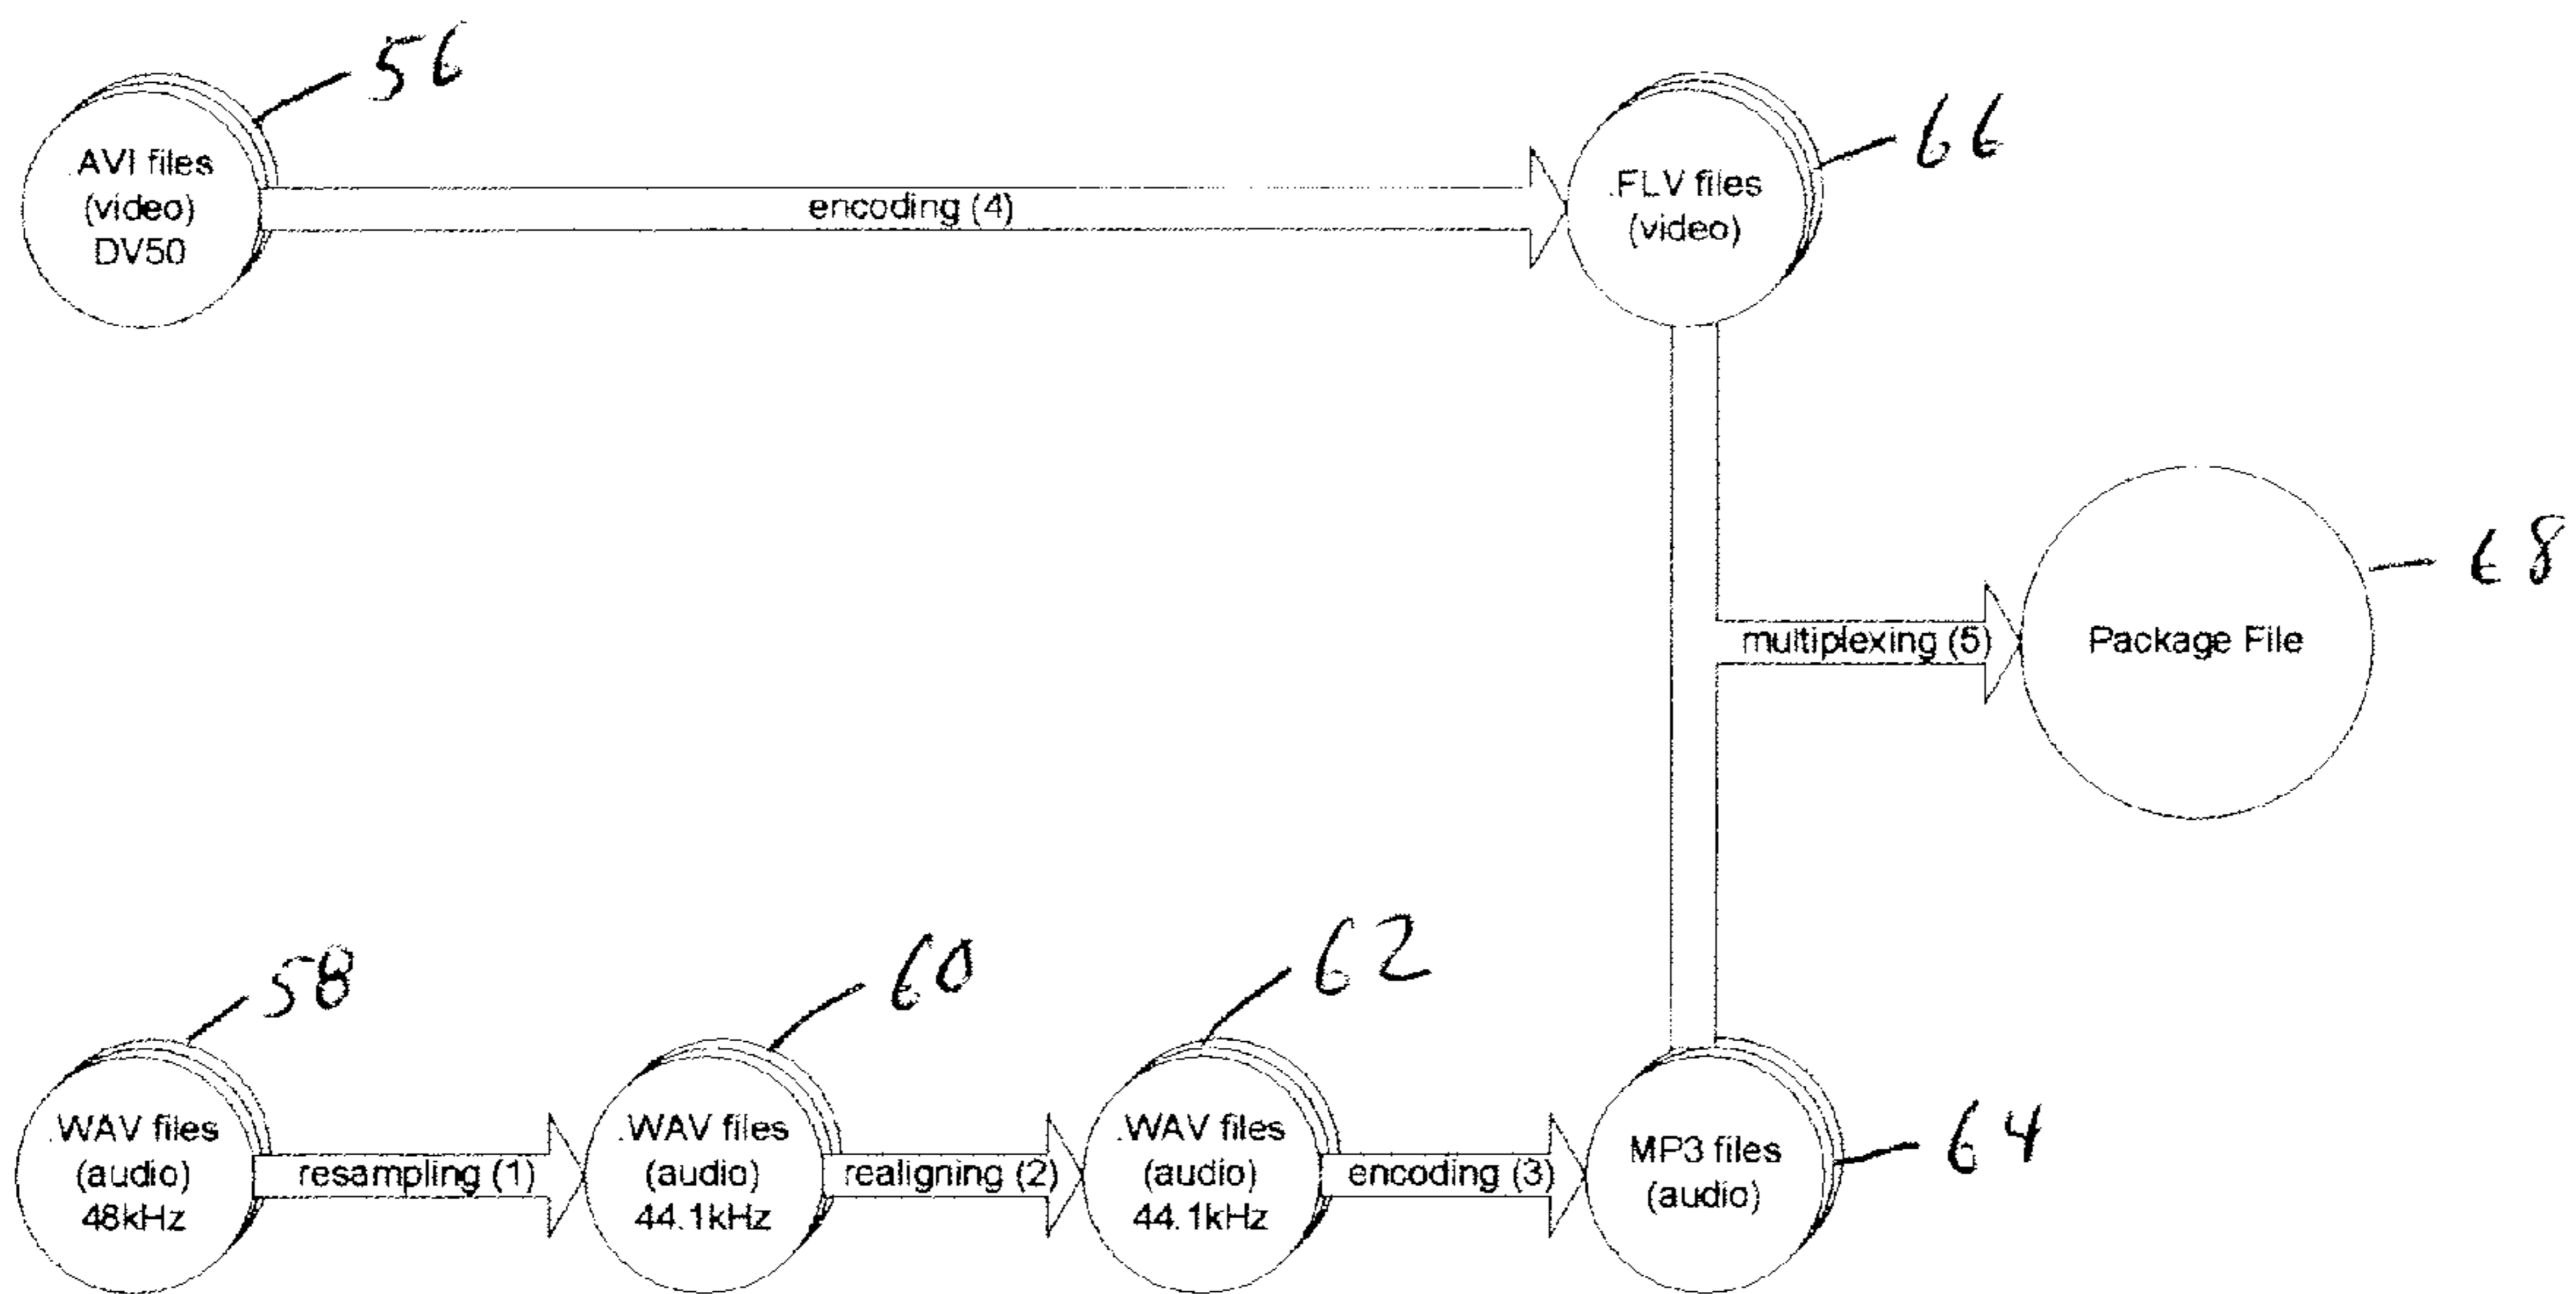 56
.AVI files
(video)
DV50
encoding (4)
.FLV files
(video)
66
multiplexing (5)
Package File
68
58
.WAV files
(audio)
48kHz
resampling (1)
60
.WAV files
(audio)
44.1kHz
realigning (2)
62
.WAV files
(audio)
44.1kHz
encoding (3)
MP3 files
(audio)
64